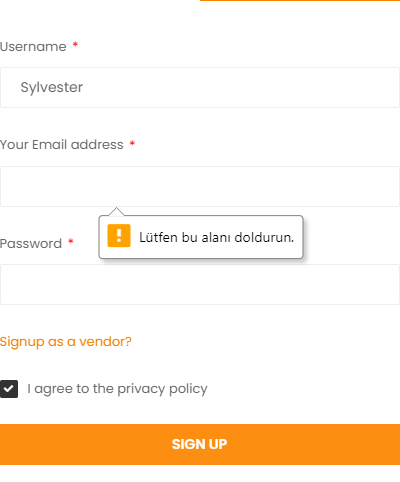 Username *
Sylvester
Your Email address *
Lütfen bu alanı doldurun.
Password *
Signup as a vendor?
I agree to the privacy policy
SIGN UP